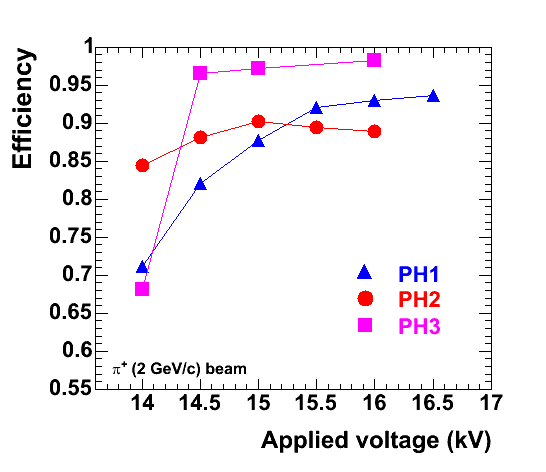 Efficiency
1
0.95
0.9
0.85
0.8
0.75
0.7
0.65
0.6
0.55
PH1
PH2
PH3
π⁺ (2 GeV/c) beam
14 14.5 15 15.5 16 16.5 17
Applied voltage (kV)